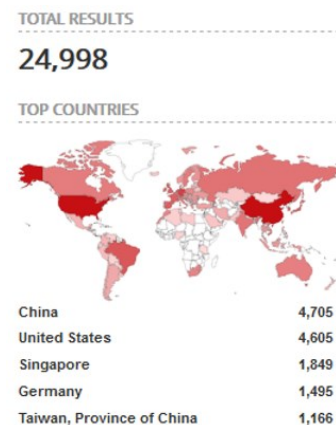 TOTAL RESULTS
24,998
TOP COUNTRIES
China 4,705
United States 4,605
Singapore 1,849
Germany 1,495
Taiwan, Province of China 1,166